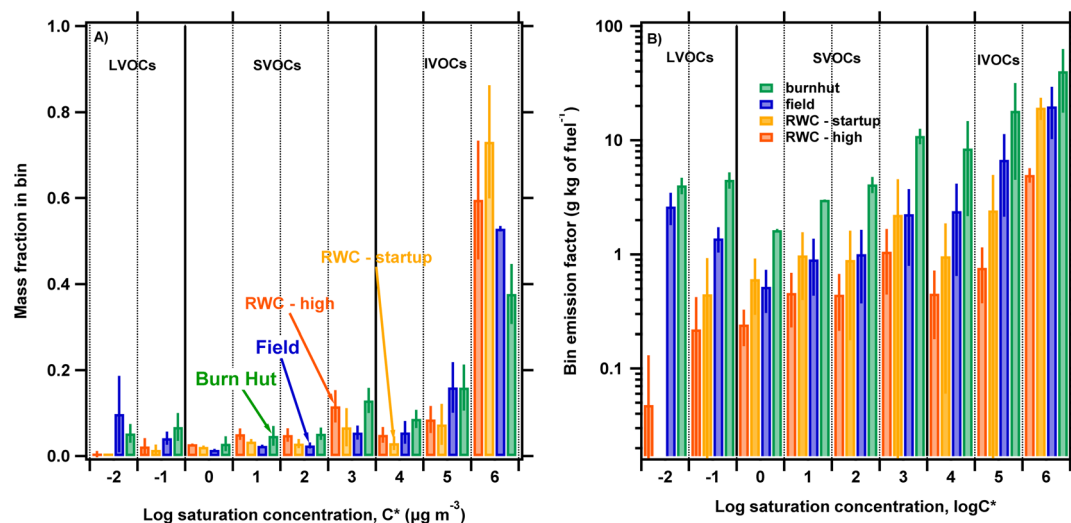 A)
LVOCs
SVOCs
IVOCs
1.0
0.8
0.6
0.4
0.2
0.0
Mass fraction in bin
RWC - startup
RWC - high
Field
Burn Hut
-2 -1 0 1 2 3 4 5 6
Log saturation concentration, C* (µg m⁻³)
B)
LVOCs
SVOCs
IVOCs
burnhut
field
RWC - startup
RWC - high
100
10
1
0.1
Bin emission factor (g kg of fuel⁻¹)
-2 -1 0 1 2 3 4 5 6
Log saturation concentration, logC*